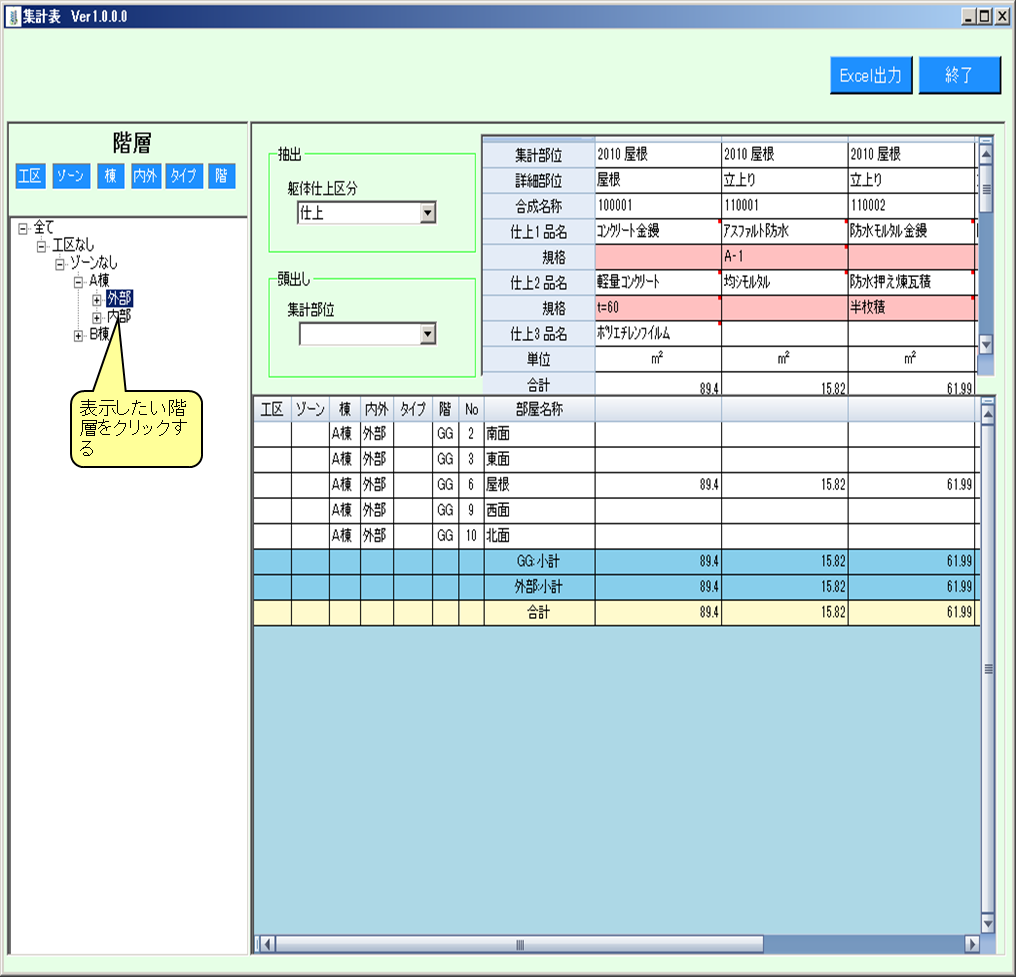 集計表 Ver1.0.0.0
Excel出力 終了
階層
工区 ゾーン 棟 内外 タイプ 階
全て
工区なし
ゾーンなし
A棟
外部
内部
B棟
表示したい階
層をクリックす
る
抽出
躯体仕上区分
仕上
頭出し
集計部位
集計部位 2010 屋根 2010 屋根 2010 屋根
詳細部位 屋根 立上り 立上り
合成名称 100001 110001 110002
仕上1 品名 コンクリート金鏝 アスファルト防水 防水モルタル金鏝
規格 A-1
仕上2 品名 軽量コンクリート 均シモルタル 防水押え煉瓦積
規格 t=60 半枚積
仕上3 品名 ポリエチレンフイルム
単位 m² m² m²
合計 89.4 15.82 61.99
工区 ゾーン 棟 内外 タイプ 階 No 部屋名称
A棟 外部 GG 2 南面
A棟 外部 GG 3 東面
A棟 外部 GG 6 屋根 89.4 15.82 61.99
A棟 外部 GG 9 西面
A棟 外部 GG 10 北面
GG:小計 89.4 15.82 61.99
外部:小計 89.4 15.82 61.99
合計 89.4 15.82 61.99